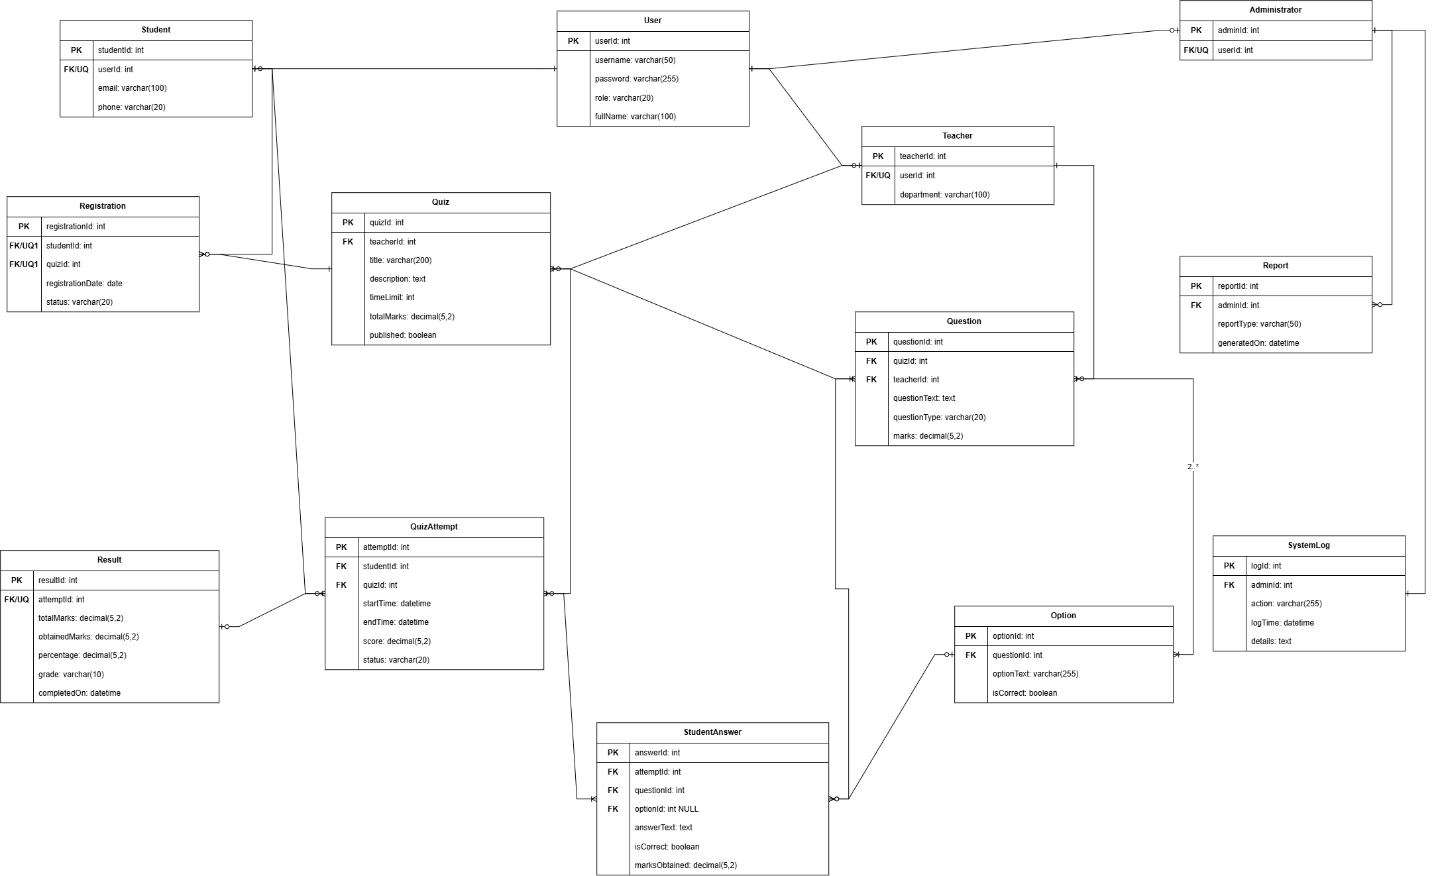 Student
PK studentId: int
FK/UQ userId: int
email: varchar(100)
phone: varchar(20)
User
PK userId: int
username: varchar(50)
password: varchar(255)
role: varchar(20)
fullName: varchar(100)
Administrator
PK adminId: int
FK/UQ userId: int
Teacher
PK teacherId: int
FK/UQ userId: int
department: varchar(100)
Registration
PK registrationId: int
FK/UQ1 studentId: int
FK/UQ1 quizId: int
registrationDate: date
status: varchar(20)
Quiz
PK quizId: int
FK teacherId: int
title: varchar(200)
description: text
timeLimit: int
totalMarks: decimal(5,2)
published: boolean
Report
PK reportId: int
FK adminId: int
reportType: varchar(50)
generatedOn: datetime
Question
PK questionId: int
FK quizId: int
FK teacherId: int
questionText: text
questionType: varchar(20)
marks: decimal(5,2)
2..*
Result
PK resultId: int
FK/UQ attemptId: int
totalMarks: decimal(5,2)
obtainedMarks: decimal(5,2)
percentage: decimal(5,2)
grade: varchar(10)
completedOn: datetime
QuizAttempt
PK attemptId: int
FK studentId: int
FK quizId: int
startTime: datetime
endTime: datetime
score: decimal(5,2)
status: varchar(20)
SystemLog
PK logId: int
FK adminId: int
action: varchar(255)
logTime: datetime
details: text
Option
PK optionId: int
FK questionId: int
optionText: varchar(255)
isCorrect: boolean
StudentAnswer
PK answerId: int
FK attemptId: int
FK questionId: int
FK optionId: int NULL
answerText: text
isCorrect: boolean
marksObtained: decimal(5,2)